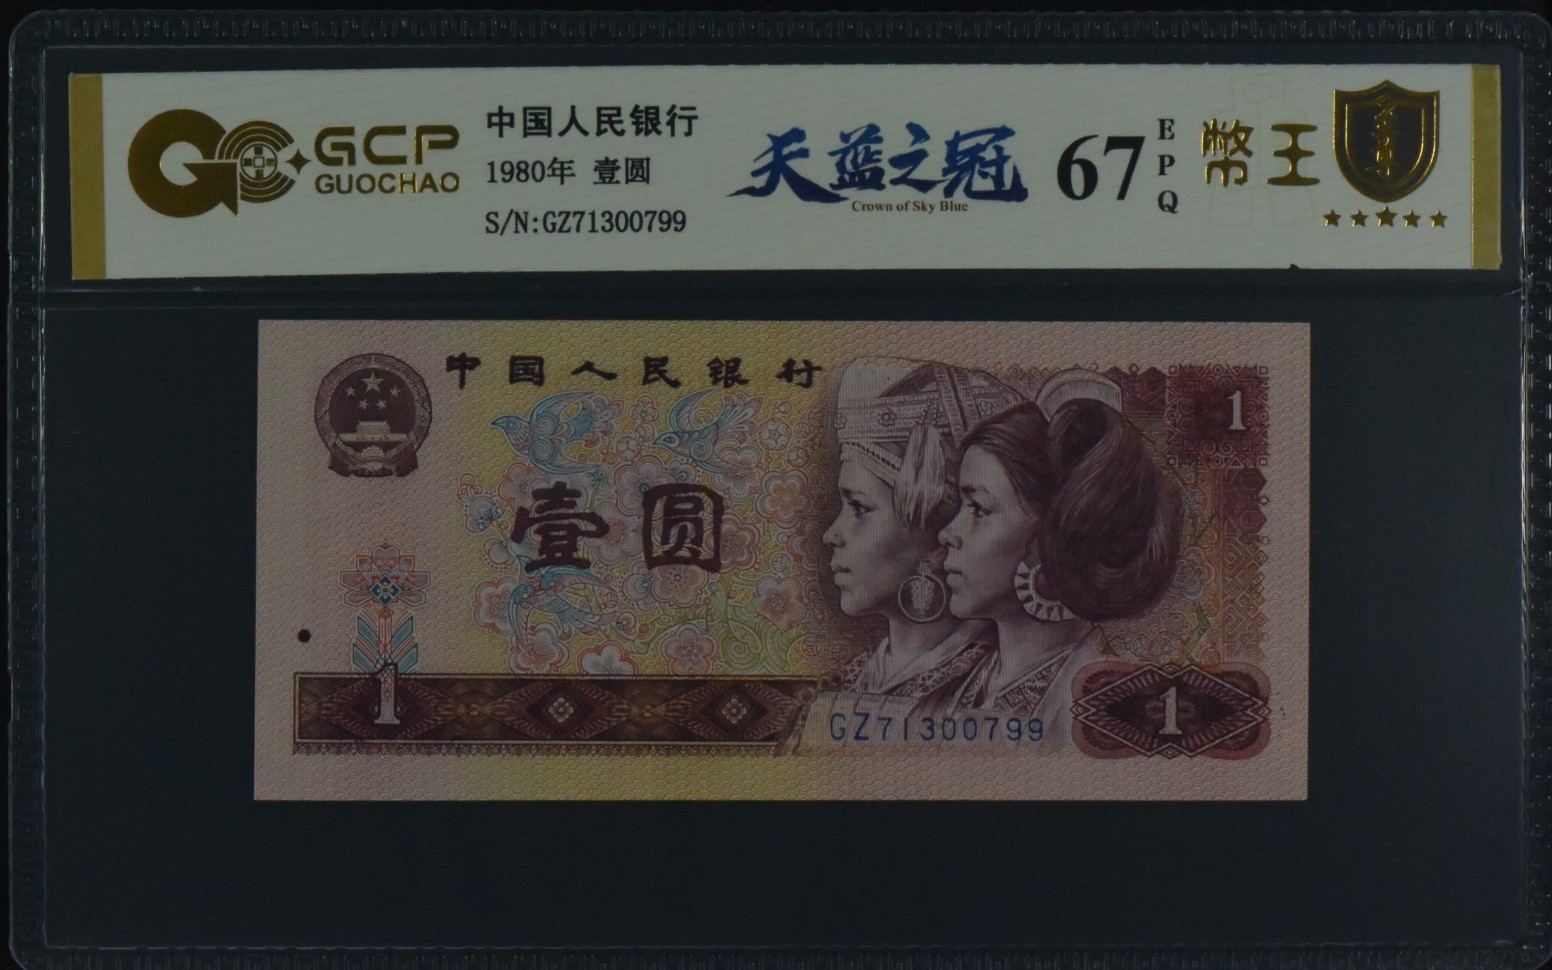 GCP
GUOCHAO
中国人民银行
1980年 壹圆
S/N:GZ71300799
天蓝之冠
Crown of Sky Blue
67
EPQ
币王
中国人民银行
1
壹圆
1
GZ71300799
1